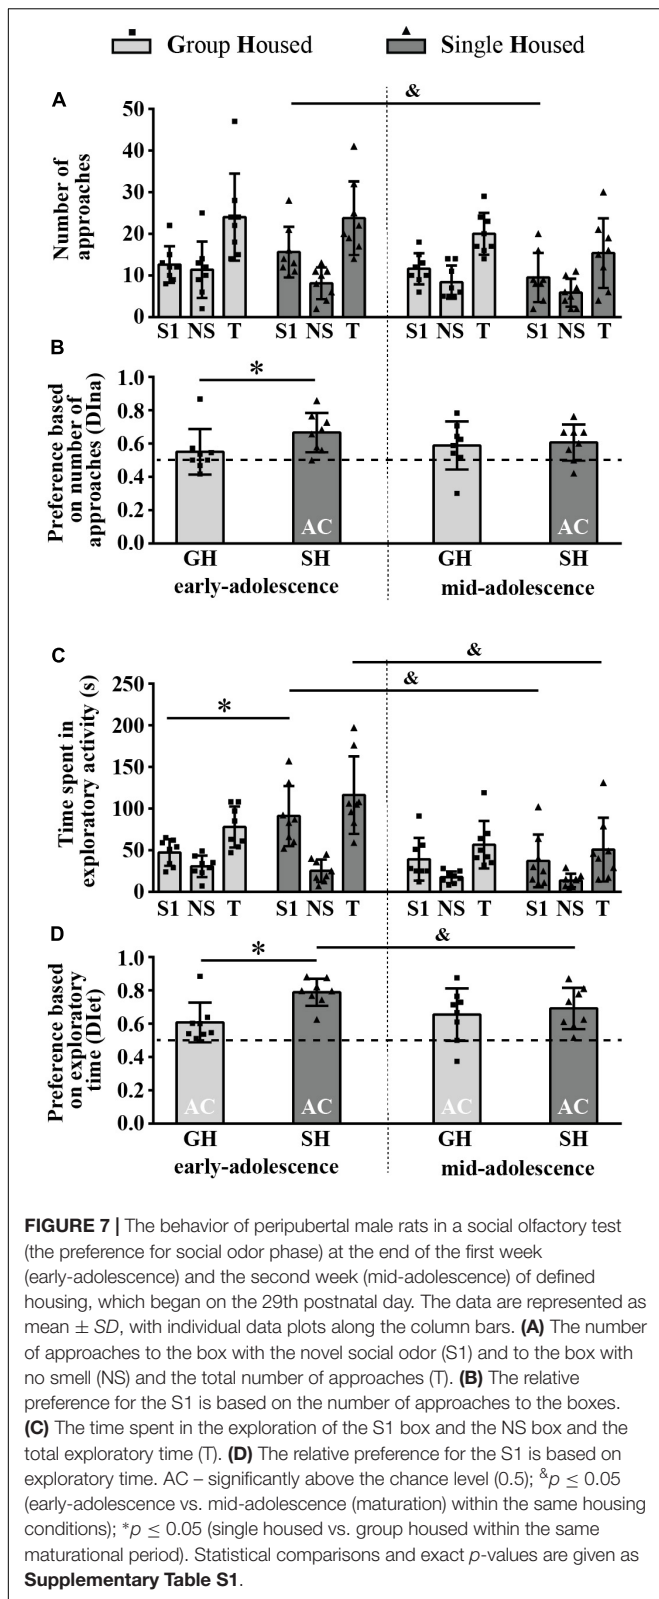 Group Housed Single Housed
A
&
Number of
approaches
50
40
30
20
10
0
S1 NS T S1 NS T S1 NS T S1 NS T
B
*
Preference based
on number of
approaches (DIna)
1.0
0.8
0.6
0.4
0.2
0.0
AC AC
GH SH GH SH
early-adolescence mid-adolescence
C
&
&
*
Time spent in
exploratory activity (s)
250
200
150
100
50
0
S1 NS T S1 NS T S1 NS T S1 NS T
D
*
&
Preference based
on exploratory
time (DIet)
1.0
0.8
0.6
0.4
0.2
0.0
AC AC AC AC
GH SH GH SH
early-adolescence mid-adolescence
FIGURE 7 | The behavior of peripubertal male rats in a social olfactory test
(the preference for social odor phase) at the end of the first week
(early-adolescence) and the second week (mid-adolescence) of defined
housing, which began on the 29th postnatal day. The data are represented as
mean ± SD, with individual data plots along the column bars. (A) The number
of approaches to the box with the novel social odor (S1) and to the box with
no smell (NS) and the total number of approaches (T). (B) The relative
preference for the S1 is based on the number of approaches to the boxes.
(C) The time spent in the exploration of the S1 box and the NS box and the
total exploratory time (T). (D) The relative preference for the S1 is based on
exploratory time. AC – significantly above the chance level (0.5); &p ≤ 0.05
(early-adolescence vs. mid-adolescence (maturation) within the same housing
conditions); *p ≤ 0.05 (single housed vs. group housed within the same
maturational period). Statistical comparisons and exact p-values are given as
Supplementary Table S1.